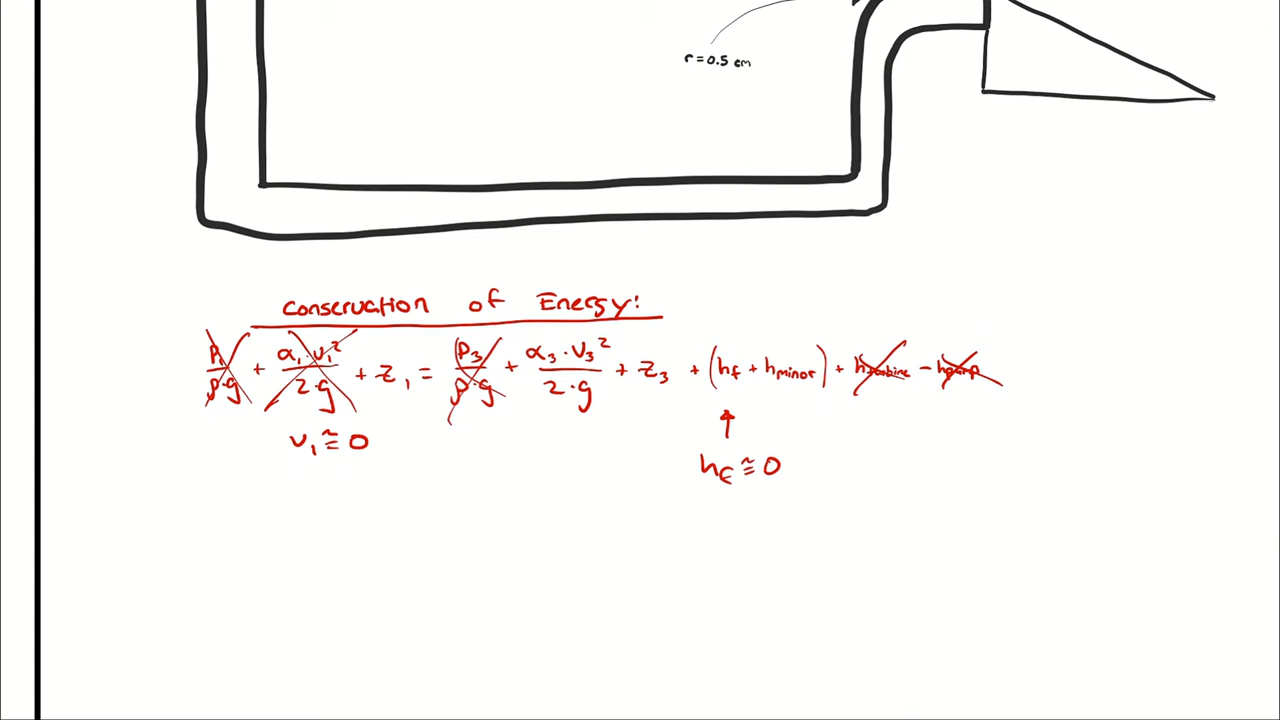 r = 0.5 cm
Conservation of Energy:
P₁/ρ·g + α₁·v₁²/2·g + z₁ = P₃/ρ·g + α₃·v₃²/2·g + z₃ + (hf + hminor) + hturbine − hpump
v₁ ≅ 0
hf ≅ 0